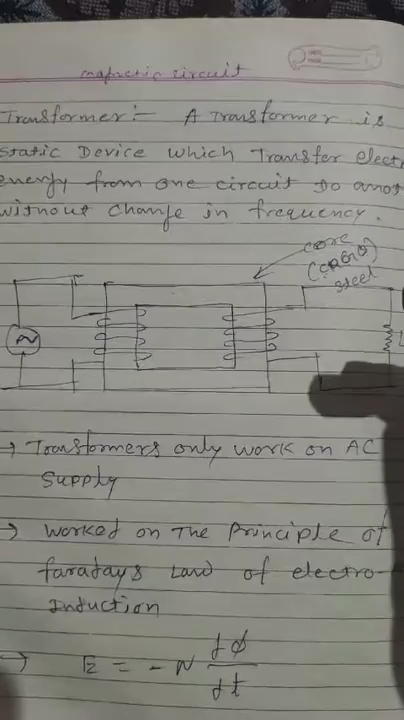 magnetic circuit
Transformer:- A Transformer is
Static Device which Transfer elect
energy from one circuit to anot
without change in frequency.
core
(CRGO)
steel
→ Transformers only work on AC
Supply
→ Worked on The Principle of
faradays Law of electro-
Induction
→ E = - N dϕ/dt